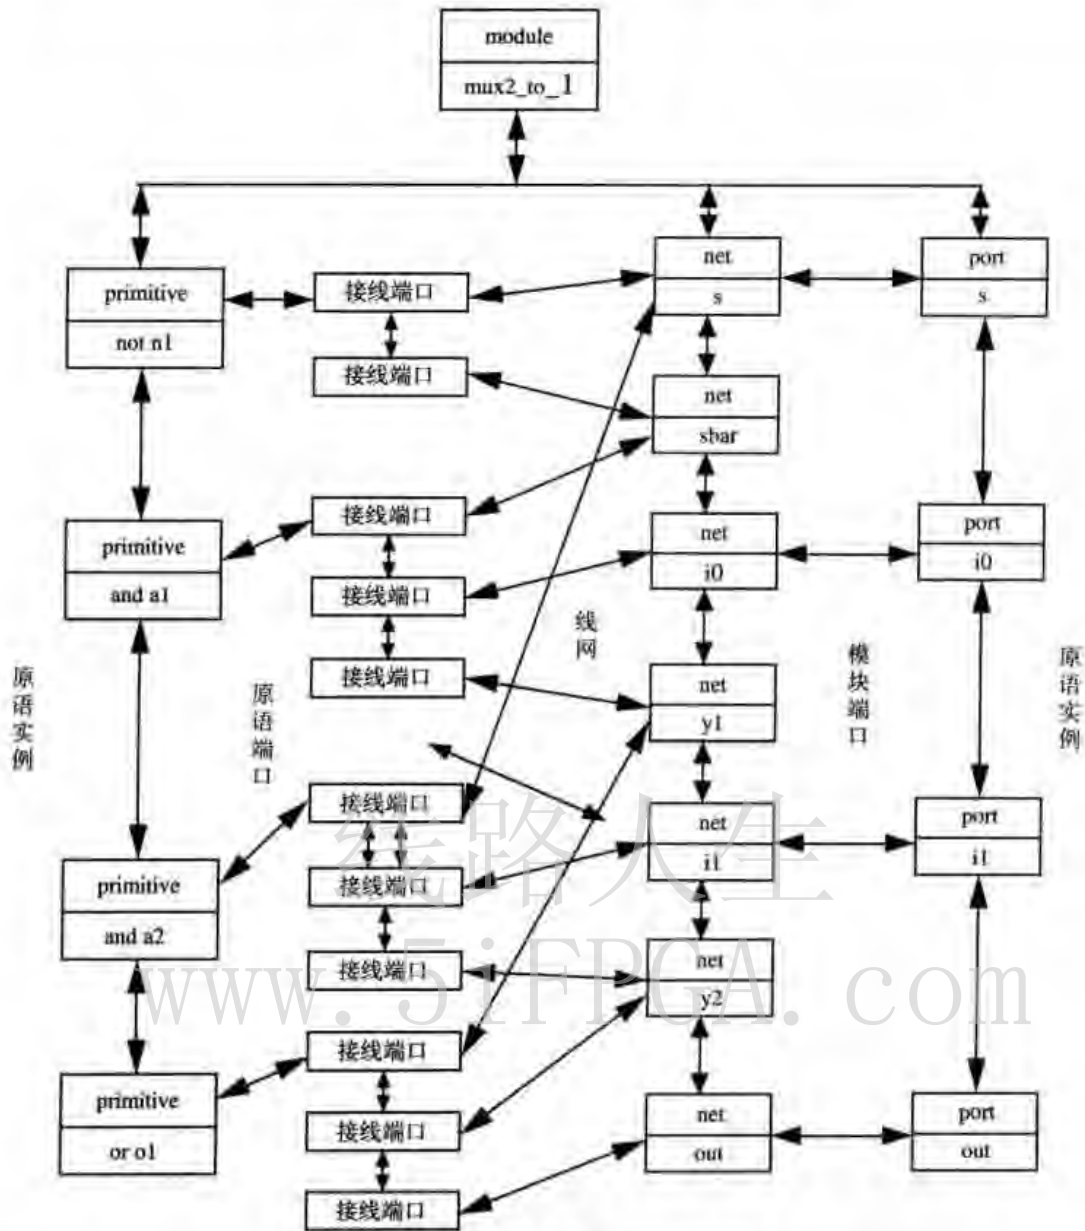 module
mux2_to_1
net
s
port
s
primitive
not n1
接线端口
接线端口
net
sbar
接线端口
primitive
and a1
接线端口
接线端口
net
i0
port
i0
线网
net
y1
模块端口
原语实例
原语端口
原语实例
接线端口
接线端口
接线端口
net
i1
port
i1
primitive
and a2
net
y2
线路人生
www.5iFPGA.com
接线端口
接线端口
接线端口
primitive
or o1
net
out
port
out